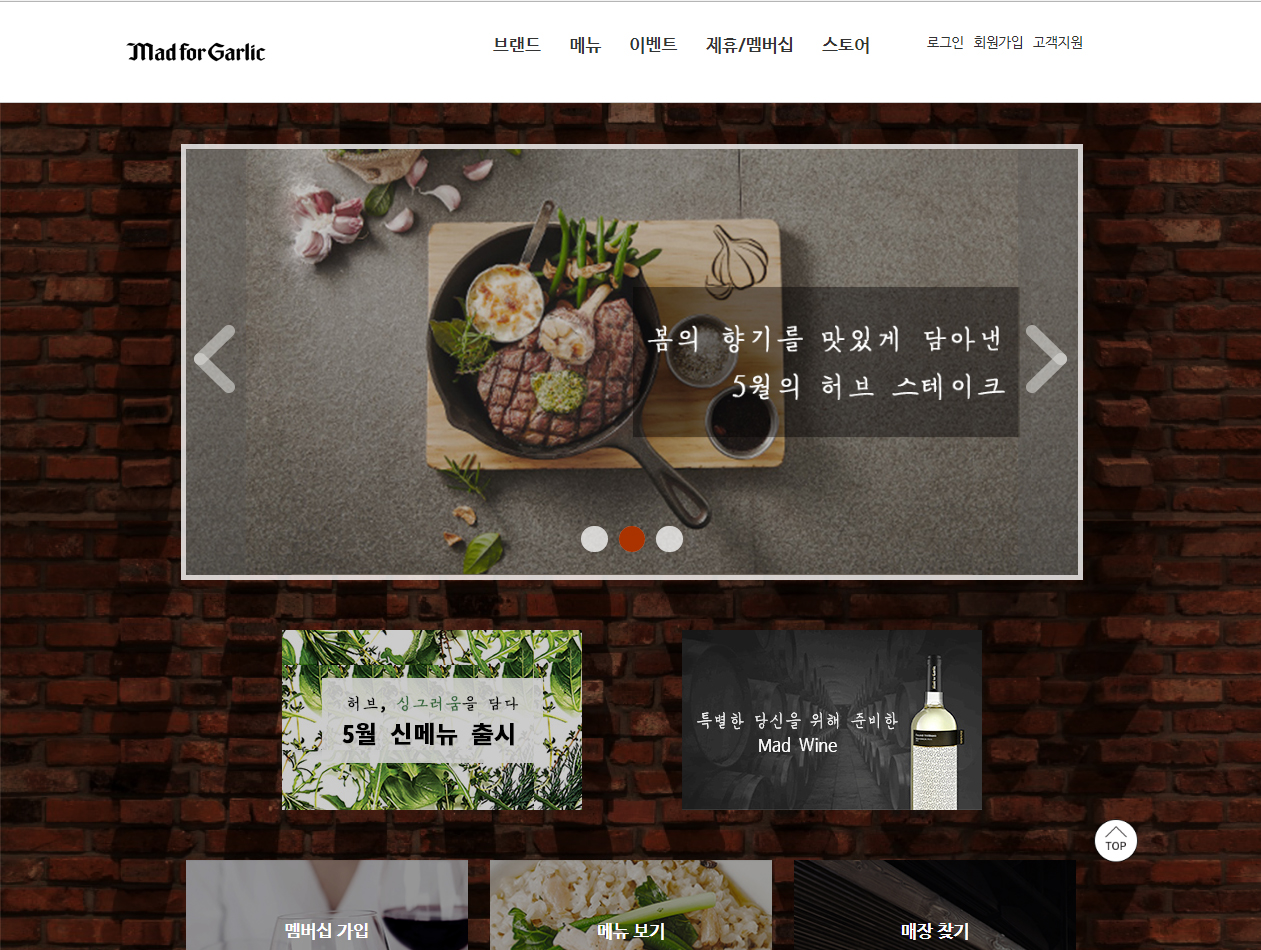 Mad for Garlic
브랜드 메뉴 이벤트 제휴/멤버십 스토어 로그인 회원가입 고객지원
봄의 향기를 맛있게 담아낸
5월의 허브 스테이크
허브, 싱그러움을 담다
5월 신메뉴 출시
특별한 당신을 위해 준비한
Mad Wine
TOP
멤버십 가입
메뉴 보기
매장 찾기